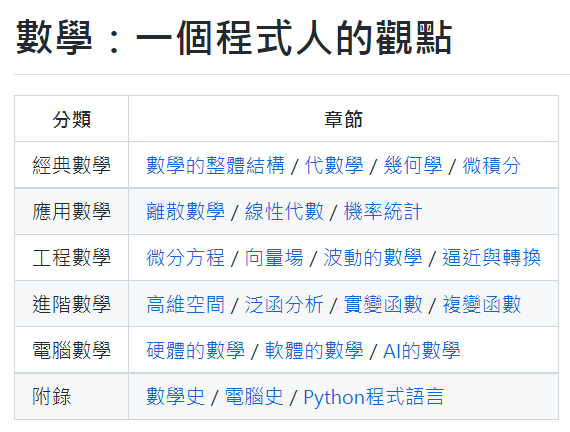 數學：一個程式人的觀點
分類 章節
經典數學 數學的整體結構 / 代數學 / 幾何學 / 微積分
應用數學 離散數學 / 線性代數 / 機率統計
工程數學 微分方程 / 向量場 / 波動的數學 / 逼近與轉換
進階數學 高維空間 / 泛函分析 / 實變函數 / 複變函數
電腦數學 硬體的數學 / 軟體的數學 / AI的數學
附錄 數學史 / 電腦史 / Python程式語言